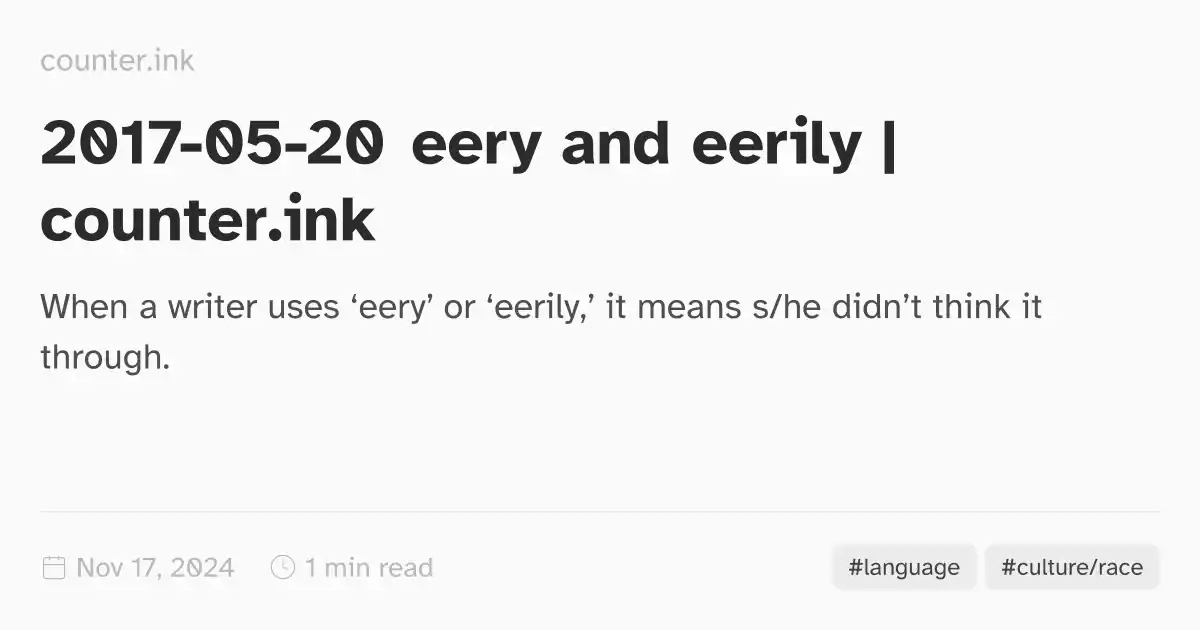 counter.ink
2017-05-20 eery and eerily |
counter.ink
When a writer uses ‘eery’ or ‘eerily,’ it means s/he didn’t think it
through.
Nov 17, 2024 1 min read #language #culture/race